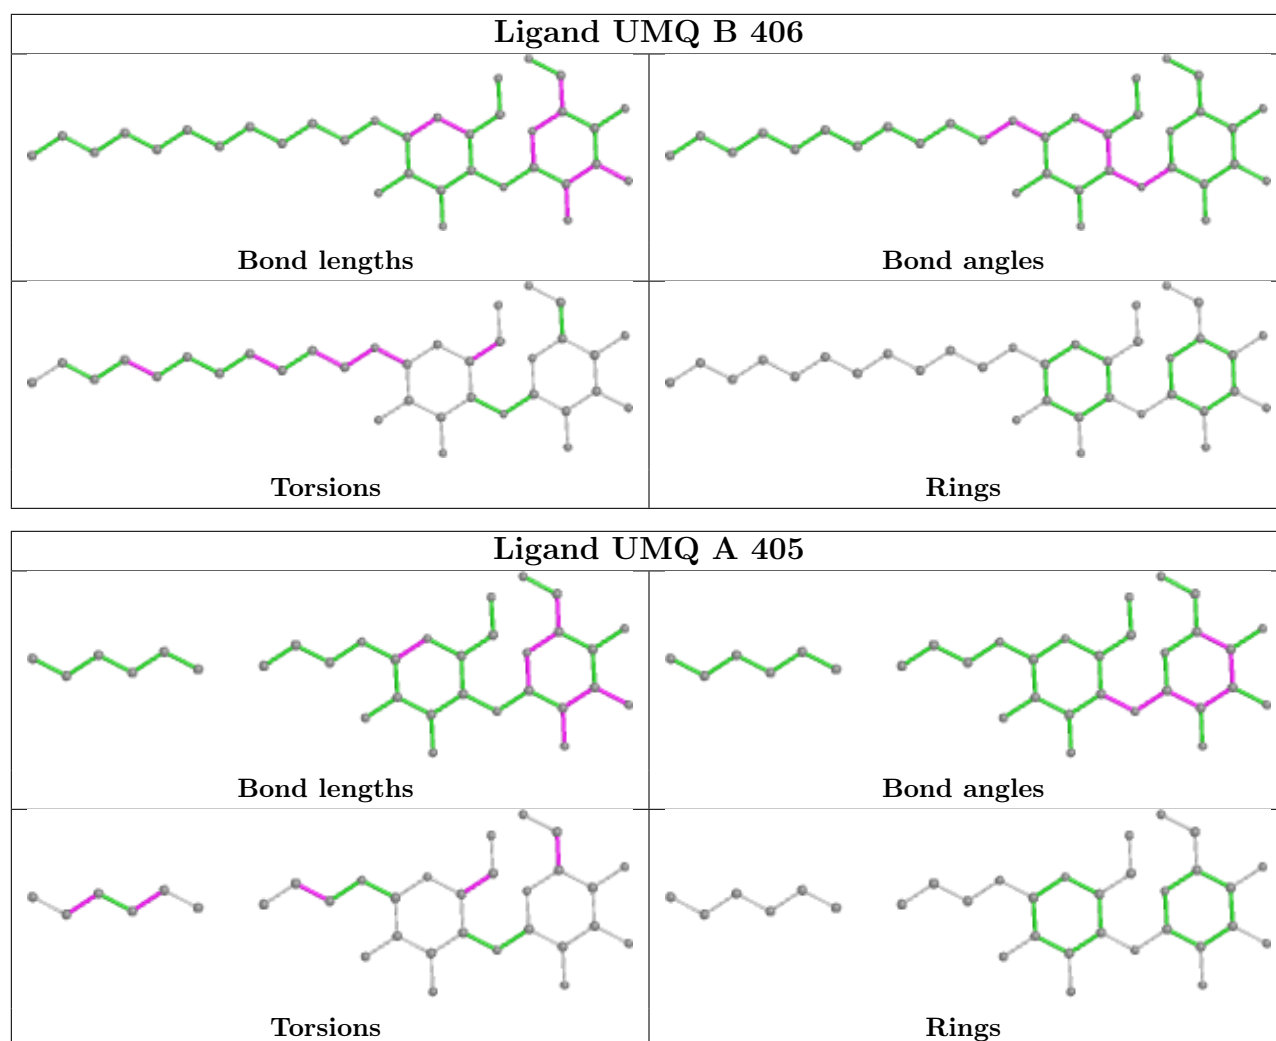 Ligand UMQ B 406
Bond lengths
Bond angles
Torsions
Rings
Ligand UMQ A 405
Bond lengths
Bond angles
Torsions
Rings